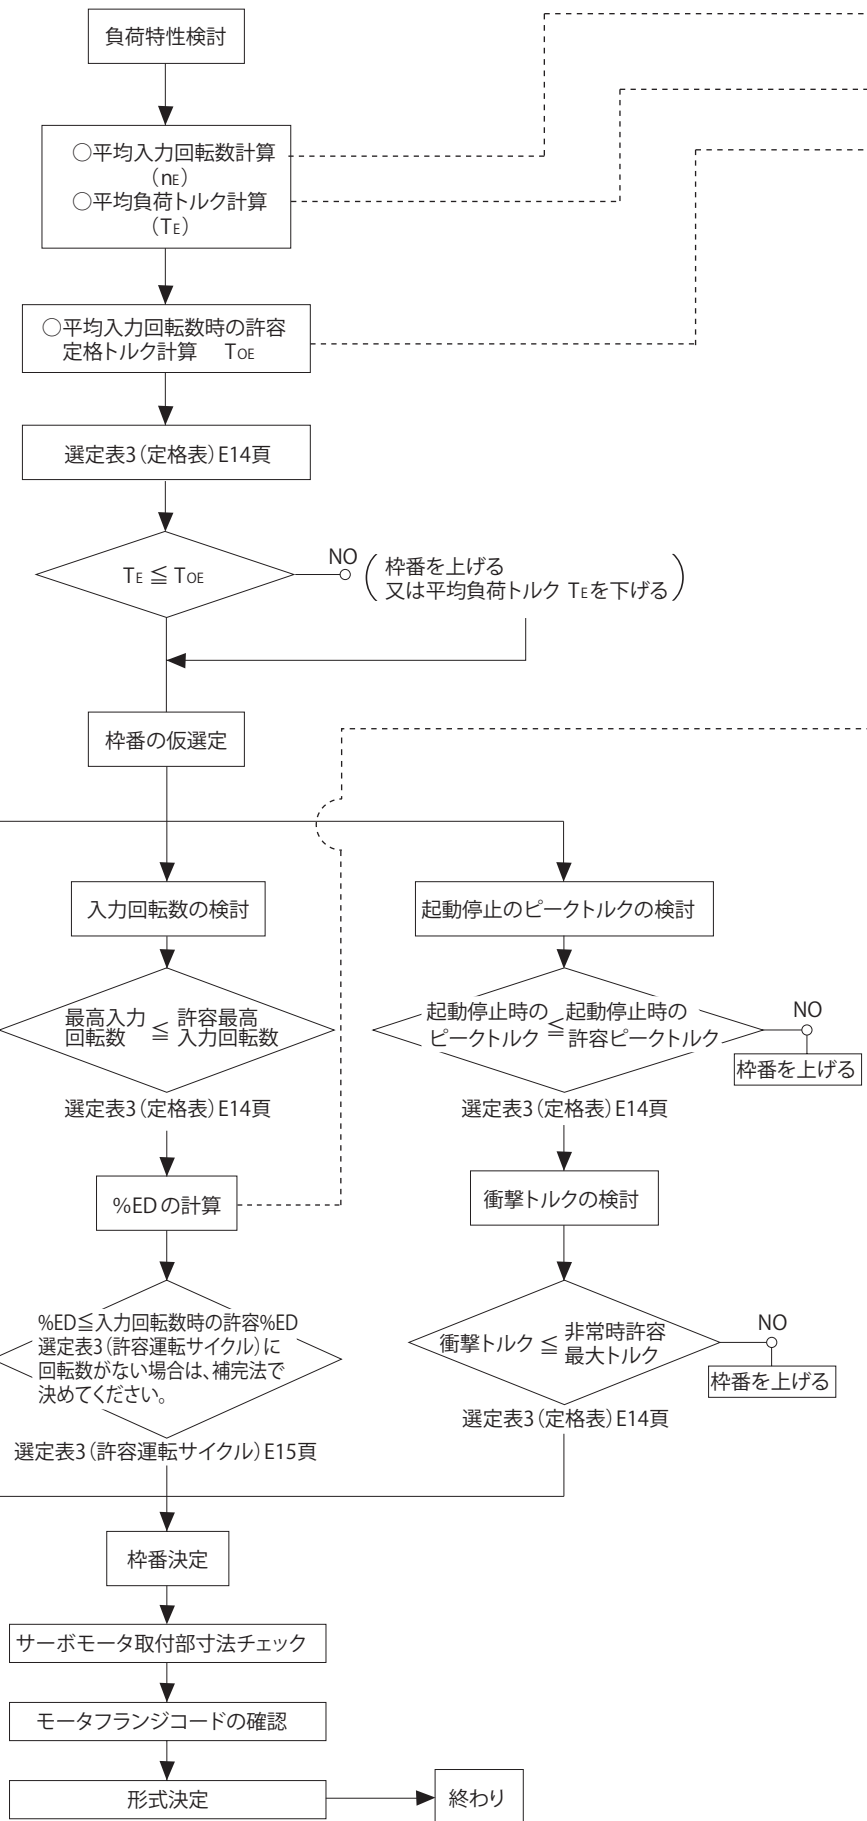 負荷特性検討
○平均入力回転数計算
(nE)
○平均負荷トルク計算
(TE)
○平均入力回転数時の許容
定格トルク計算 TOE
選定表3(定格表)E14頁
TE ≦ TOE
NO
枠番を上げる
又は平均負荷トルク TEを下げる
枠番の仮選定
入力回転数の検討
最高入力
回転数
≦
許容最高
入力回転数
選定表3(定格表)E14頁
%EDの計算
%ED≦入力回転数時の許容%ED
選定表3(許容運転サイクル)に
回転数がない場合は、補完法で
決めてください。
選定表3(許容運転サイクル)E15頁
起動停止のピークトルクの検討
起動停止時の
ピークトルク
≦
起動停止時の
許容ピークトルク
NO
枠番を上げる
選定表3(定格表)E14頁
衝撃トルクの検討
衝撃トルク ≦
非常時許容
最大トルク
NO
枠番を上げる
選定表3(定格表)E14頁
枠番決定
サーボモータ取付部寸法チェック
モータフランジコードの確認
形式決定
終わり